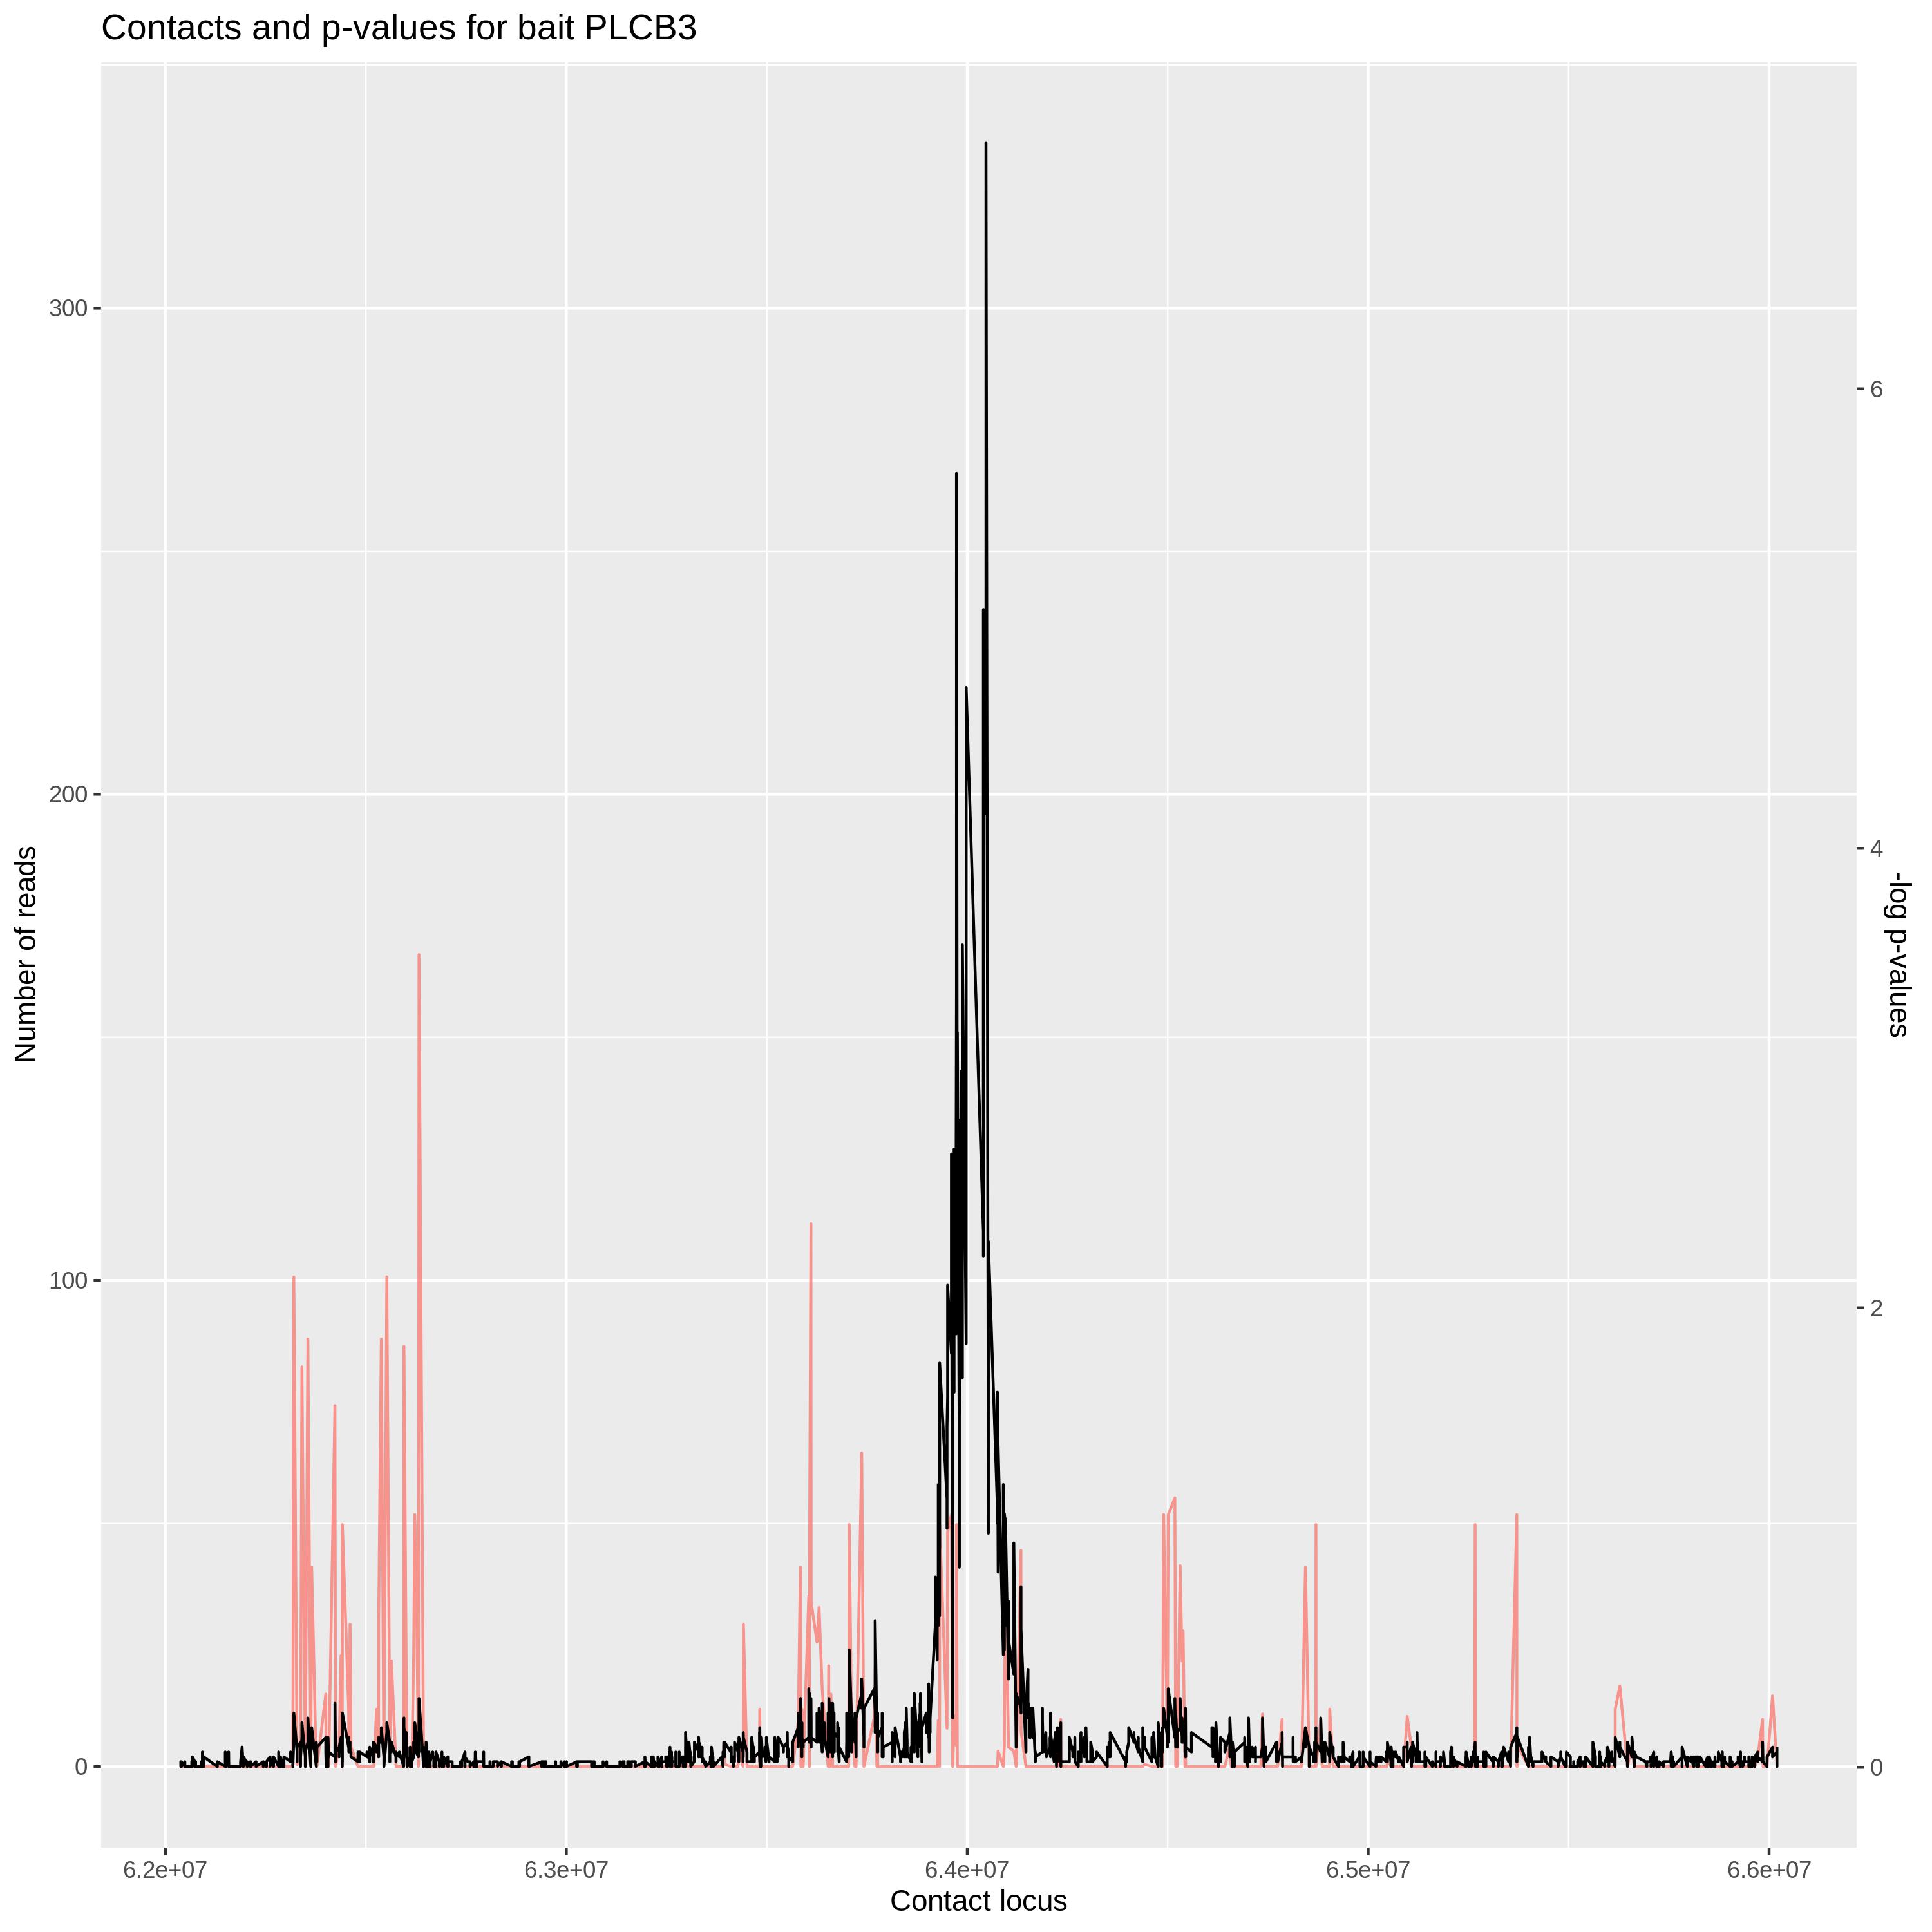 Contacts and p-values for bait PLCB3
Number of reads
300
200
100
0
6
4
2
0
-log p-values
6.2e+07
6.3e+07
6.4e+07
6.5e+07
6.6e+07
Contact locus